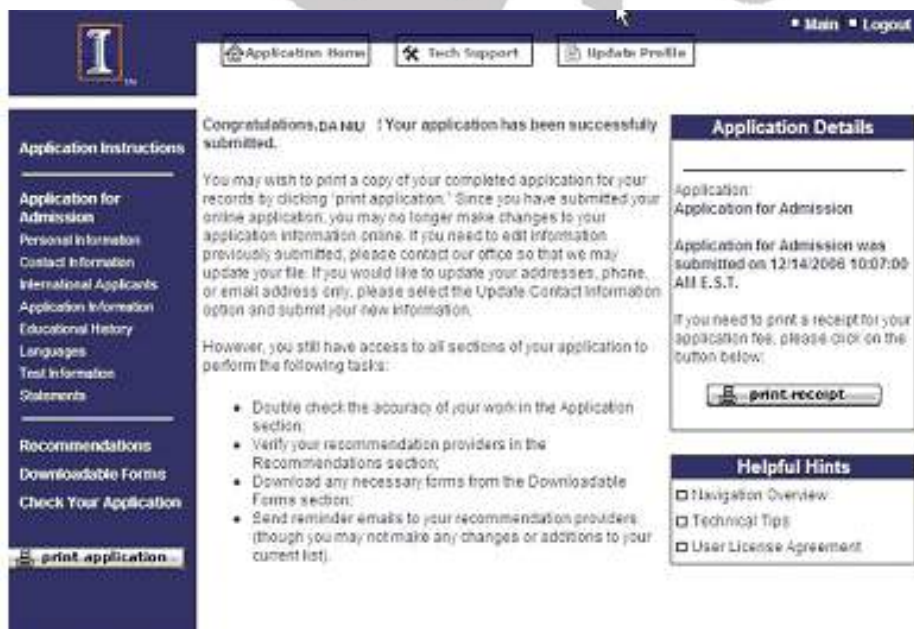 Main Logout
Application Home Tech Support Update Profile
Application Instructions
Application for
Admission
Personal Information
Contact Information
International Applicants
Application Information
Educational History
Languages
Test Information
Statements
Recommendations
Downloadable Forms
Check Your Application
print application
Congratulations, DA NIU ! Your application has been successfully
submitted.
You may wish to print a copy of your completed application for your
records by clicking 'print application.' Since you have submitted your
online application, you may no longer make changes to your
application information online. If you need to edit information
previously submitted, please contact our office so that we may
update your file. If you would like to update your addresses, phone,
or email address only, please select the Update Contact Information
option and submit your new information.
However, you still have access to all sections of your application to
perform the following tasks:
Double check the accuracy of your work in the Application
section;
Verify your recommendation providers in the
Recommendations section;
Download any necessary forms from the Downloadable
Forms section;
Send reminder emails to your recommendation providers
(though you may not make any changes or additions to your
current list).
Application Details
Application:
Application for Admission
Application for Admission was
submitted on 12/14/2006 10:07:00
AM E.S.T.
If you need to print a receipt for your
application fee, please click on the
button below:
print receipt
Helpful Hints
Navigation Overview
Technical Tips
User License Agreement